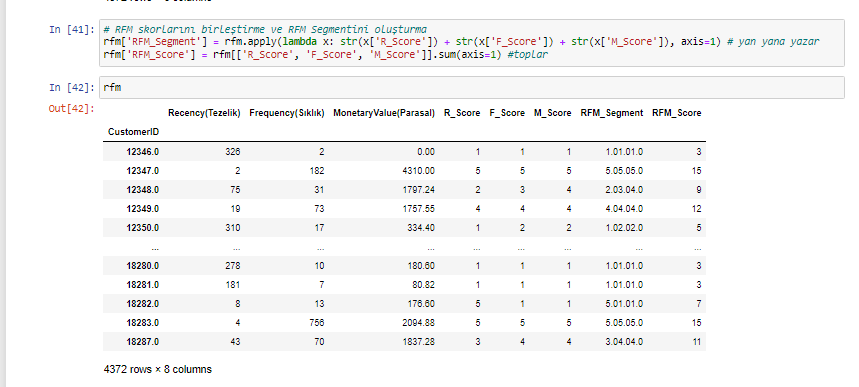 In [41]: # RFM skorlarını birleştirme ve RFM Segmentini oluşturma
rfm['RFM_Segment'] = rfm.apply(lambda x: str(x['R_Score']) + str(x['F_Score']) + str(x['M_Score']), axis=1) # yan yana yazar
rfm['RFM_Score'] = rfm[['R_Score', 'F_Score', 'M_Score']].sum(axis=1) #toplar
In [42]: rfm
Out[42]:
Recency(Tezelik) Frequency(Sıklık) MonetaryValue(Parasal) R_Score F_Score M_Score RFM_Segment RFM_Score
CustomerID
12346.0 326 2 0.00 1 1 1 1.01.01.0 3
12347.0 2 182 4310.00 5 5 5 5.05.05.0 15
12348.0 75 31 1797.24 2 3 4 2.03.04.0 9
12349.0 19 73 1757.55 4 4 4 4.04.04.0 12
12350.0 310 17 334.40 1 2 2 1.02.02.0 5
... ... ... ... ... ... ... ... ...
18280.0 278 10 180.60 1 1 1 1.01.01.0 3
18281.0 181 7 80.82 1 1 1 1.01.01.0 3
18282.0 8 13 176.60 5 1 1 5.01.01.0 7
18283.0 4 756 2094.88 5 5 5 5.05.05.0 15
18287.0 43 70 1837.28 3 4 4 3.04.04.0 11
4372 rows × 8 columns